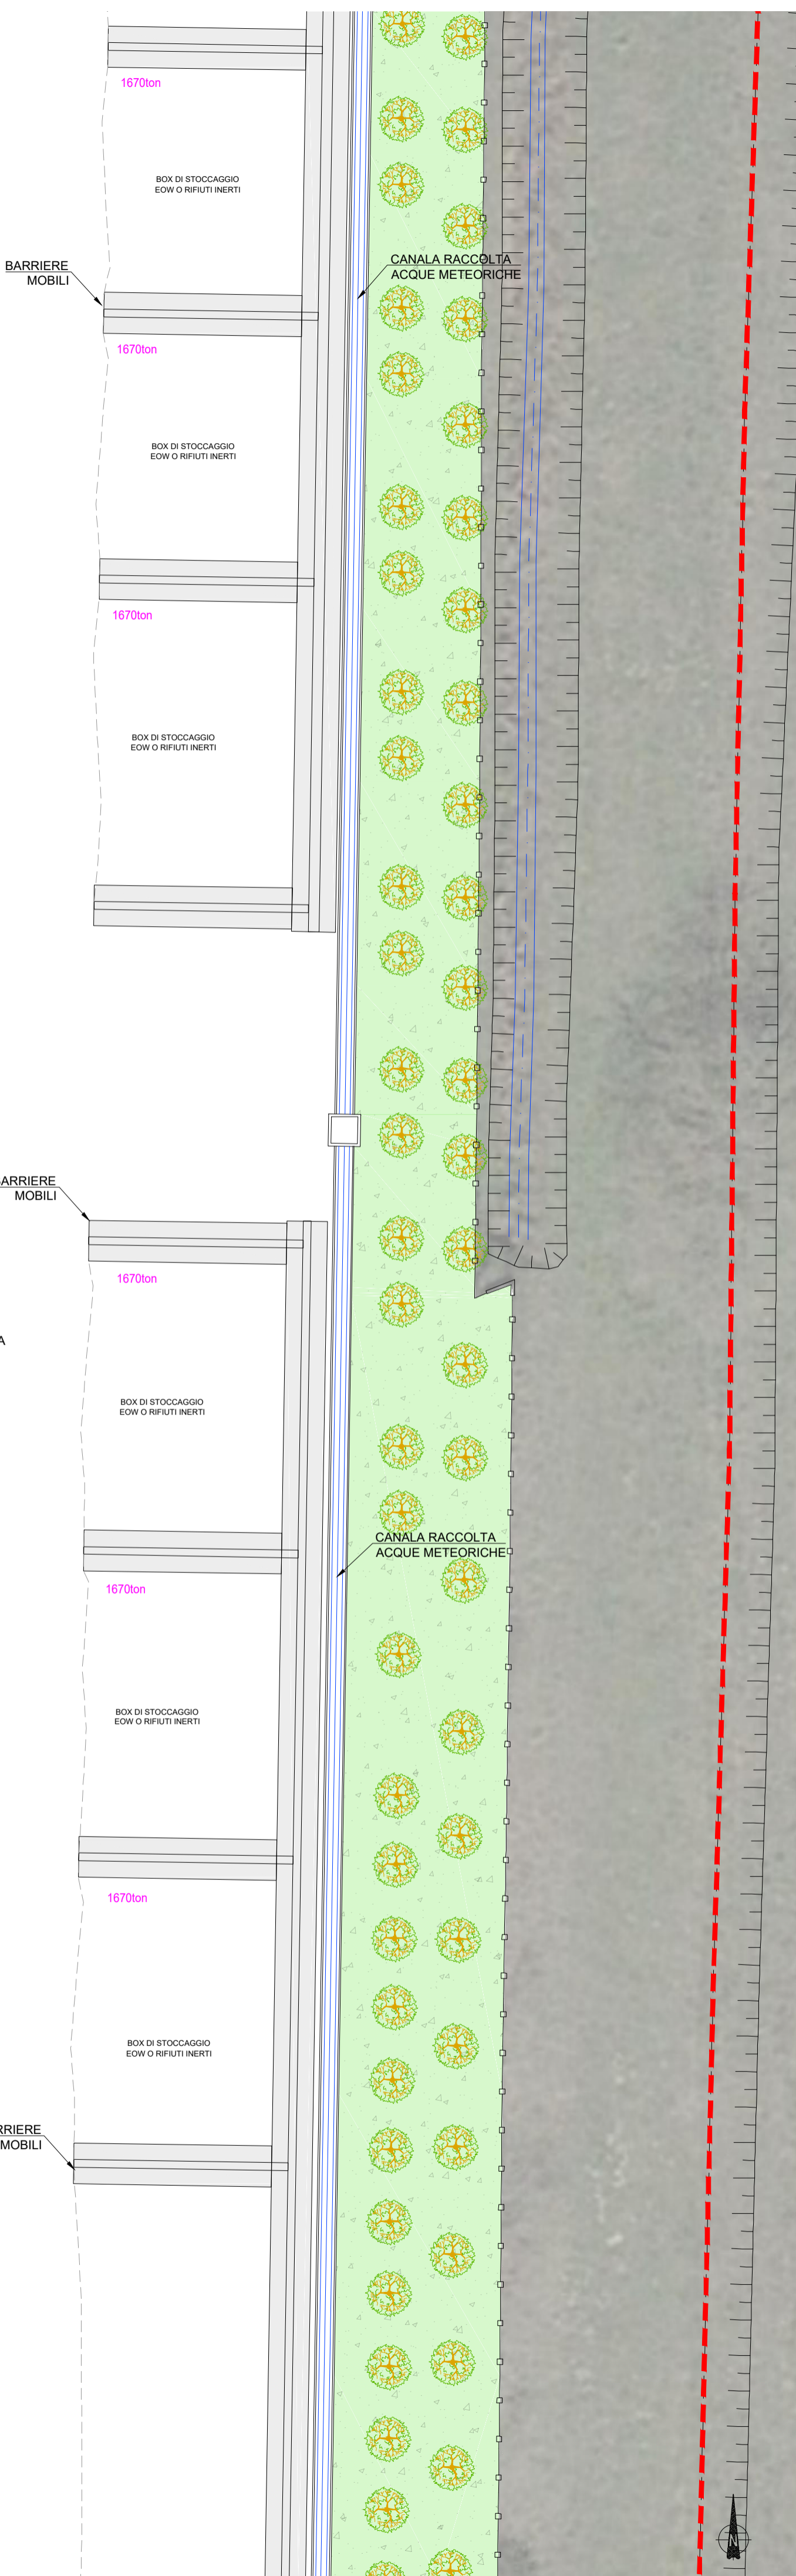 1670ton
BOX DI STOCCAGGIO
EOW O RIFIUTI INERTI
BARRIERE
MOBILI
CANALA RACCOLTA
ACQUE METEORICHE
1670ton
BOX DI STOCCAGGIO
EOW O RIFIUTI INERTI
1670ton
BOX DI STOCCAGGIO
EOW O RIFIUTI INERTI
ARRIERE
MOBILI
1670ton
A
BOX DI STOCCAGGIO
EOW O RIFIUTI INERTI
CANALA RACCOLTA
ACQUE METEORICHE
1670ton
BOX DI STOCCAGGIO
EOW O RIFIUTI INERTI
1670ton
BOX DI STOCCAGGIO
EOW O RIFIUTI INERTI
RRIERE
MOBILI